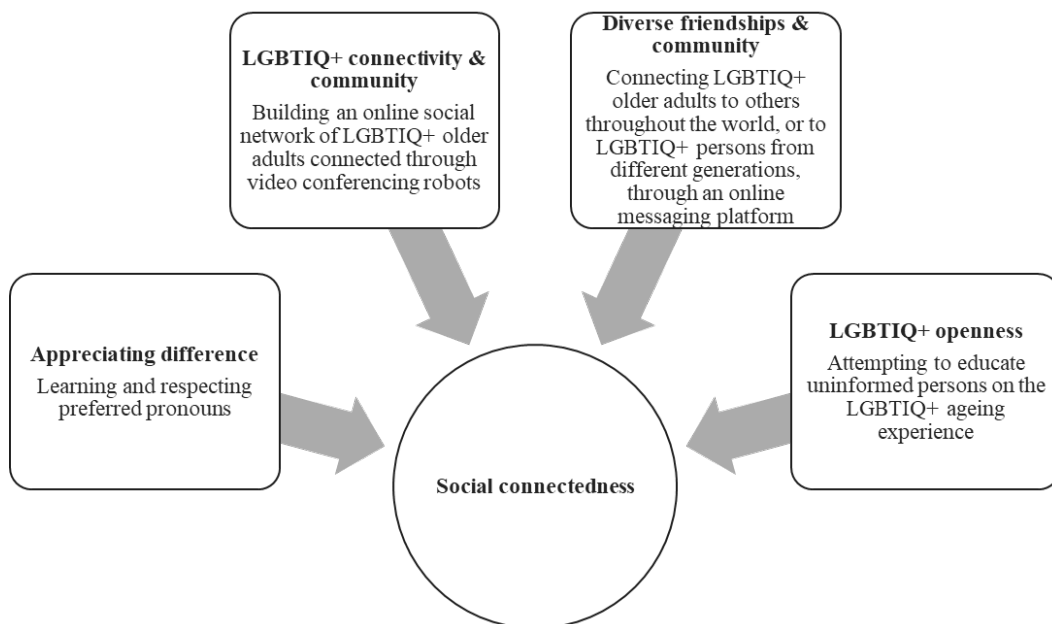 LGBTIQ+ connectivity &
community
Building an online social
network of LGBTIQ+ older
adults connected through
video conferencing robots
Diverse friendships &
community
Connecting LGBTIQ+
older adults to others
throughout the world, or to
LGBTIQ+ persons from
different generations,
through an online
messaging platform
Appreciating difference
Learning and respecting
preferred pronouns
LGBTIQ+ openness
Attempting to educate
uninformed persons on the
LGBTIQ+ ageing
experience
Social connectedness